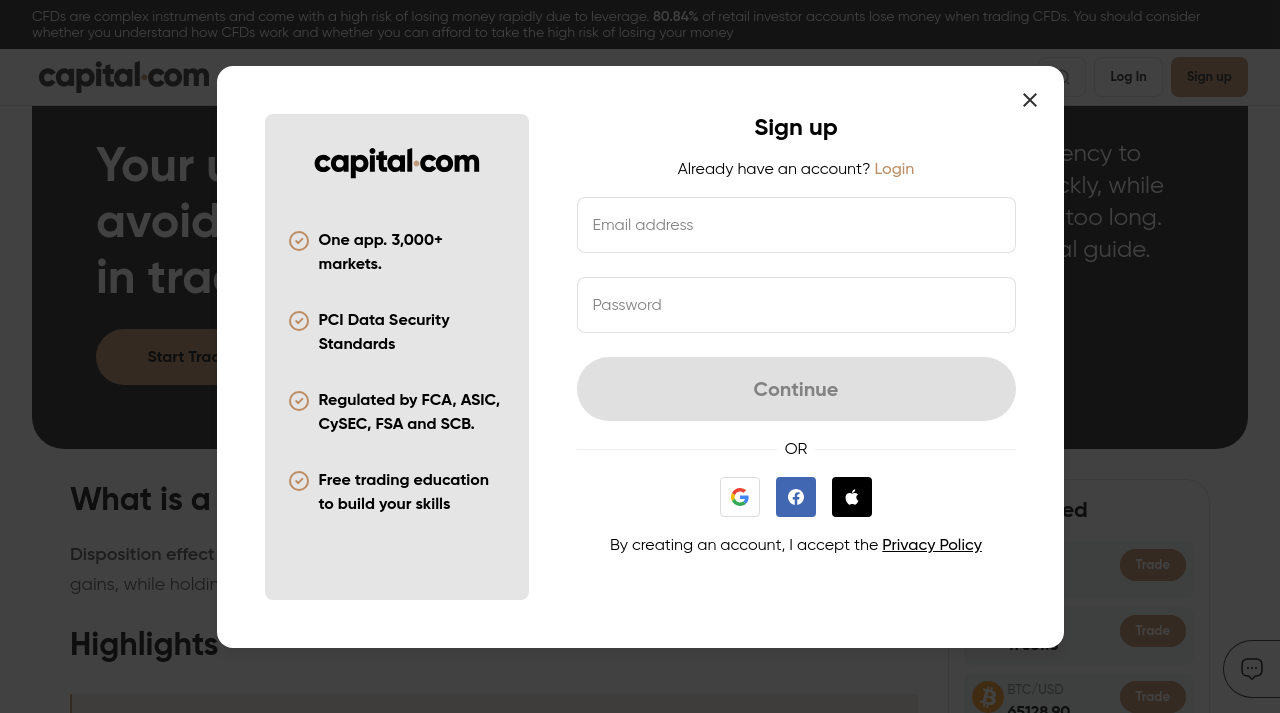 CFDs are complex instruments and come with a high risk of losing money rapidly due to leverage. 80.84% of retail investor accounts lose money when trading CFDs. You should consider
whether you understand how CFDs work and whether you can afford to take the high risk of losing your money
capital.com
Log In
Sign up
Your
avoid
in
Start
ency to
while
too long.
guide.
What is a
Disposition effect
gains, while
Highlights
Trade
Trade
BTC/USD
65128.90
Trade
capital.com
One app. 3,000+
markets.
PCI Data Security
Standards
Regulated by FCA, ASIC,
CySEC, FSA and SCB.
Free trading education
to build your skills
Sign up
Already have an account? Login
Email address
Password
Continue
OR
By creating an account, I accept the Privacy Policy